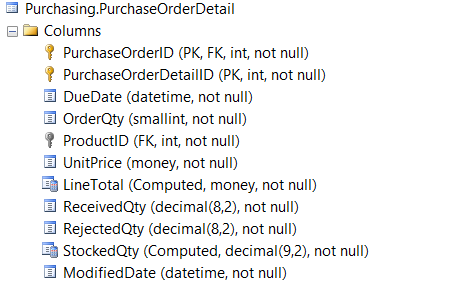 Purchasing.PurchaseOrderDetail
Columns
PurchaseOrderID (PK, FK, int, not null)
PurchaseOrderDetailID (PK, int, not null)
DueDate (datetime, not null)
OrderQty (smallint, not null)
ProductID (FK, int, not null)
UnitPrice (money, not null)
LineTotal (Computed, money, not null)
ReceivedQty (decimal(8,2), not null)
RejectedQty (decimal(8,2), not null)
StockedQty (Computed, decimal(9,2), not null)
ModifiedDate (datetime, not null)